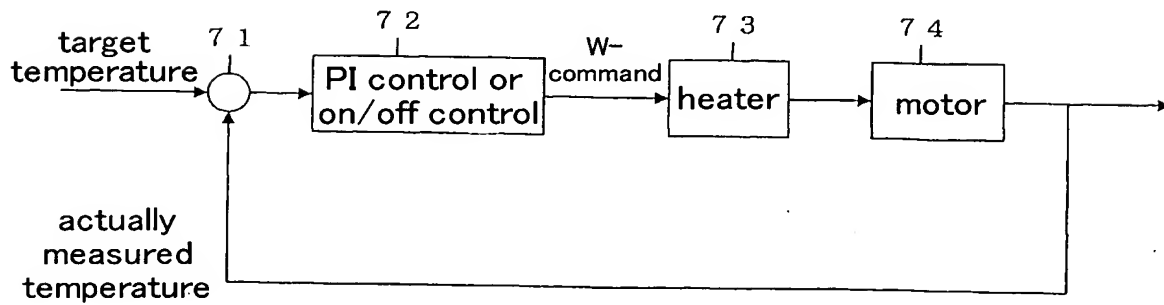 7 1
7 2
7 3
7 4
target
temperature
PI control or
on/off control
W-
command
heater
motor
actually
measured
temperature